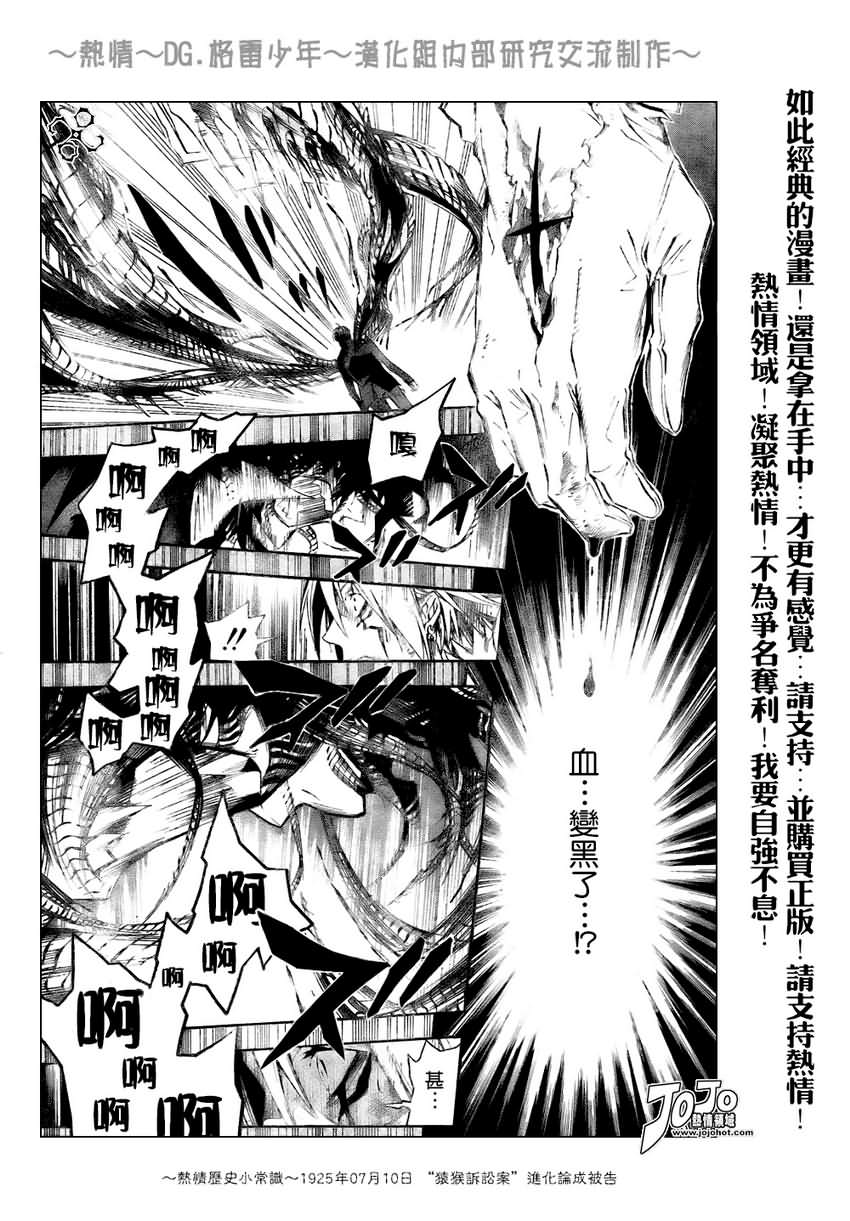 ～熱情～DG.格雷少年～漢化組内部研究交流制作～
如此經典的漫畫！還是拿在手中…才更有感覺…請支持…並購買正版！請支持熱情！
熱情領域！凝聚熱情！不為爭名奪利！我要自強不息！
血…變黑了…!?
嘎
啊
啊
啊
啊
啊
啊
啊
啊
啊
啊
啊
!!
啊
啊
啊
啊
啊
啊
甚…
JOJO
熱情領域
www.jojohot.com
～熱情歷史小常識～1925年07月10日 “猿猴訴訟案”進化論成被告